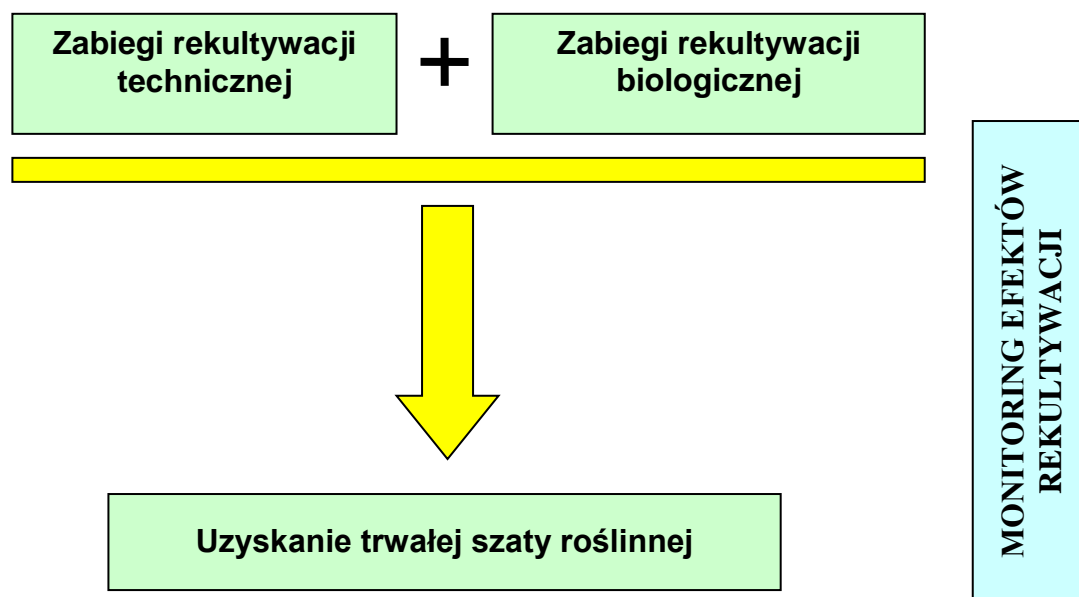 Zabiegi rekultywacji
technicznej
+
Zabiegi rekultywacji
biologicznej
MONITORING EFEKTÓW
REKULTYWACJI
Uzyskanie trwałej szaty roślinnej